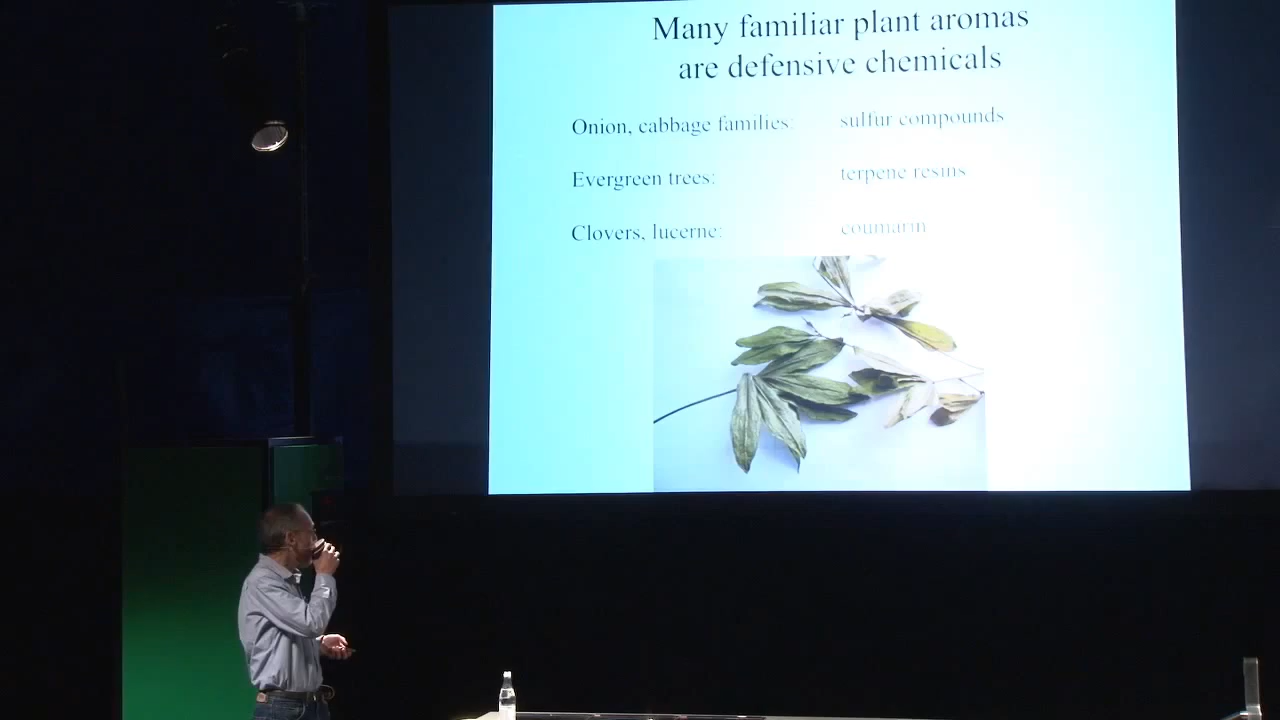 Many familiar plant aromas
are defensive chemicals
Onion, cabbage families: sulfur compounds
Evergreen trees: terpene resins
Clovers, lucerne: coumarin